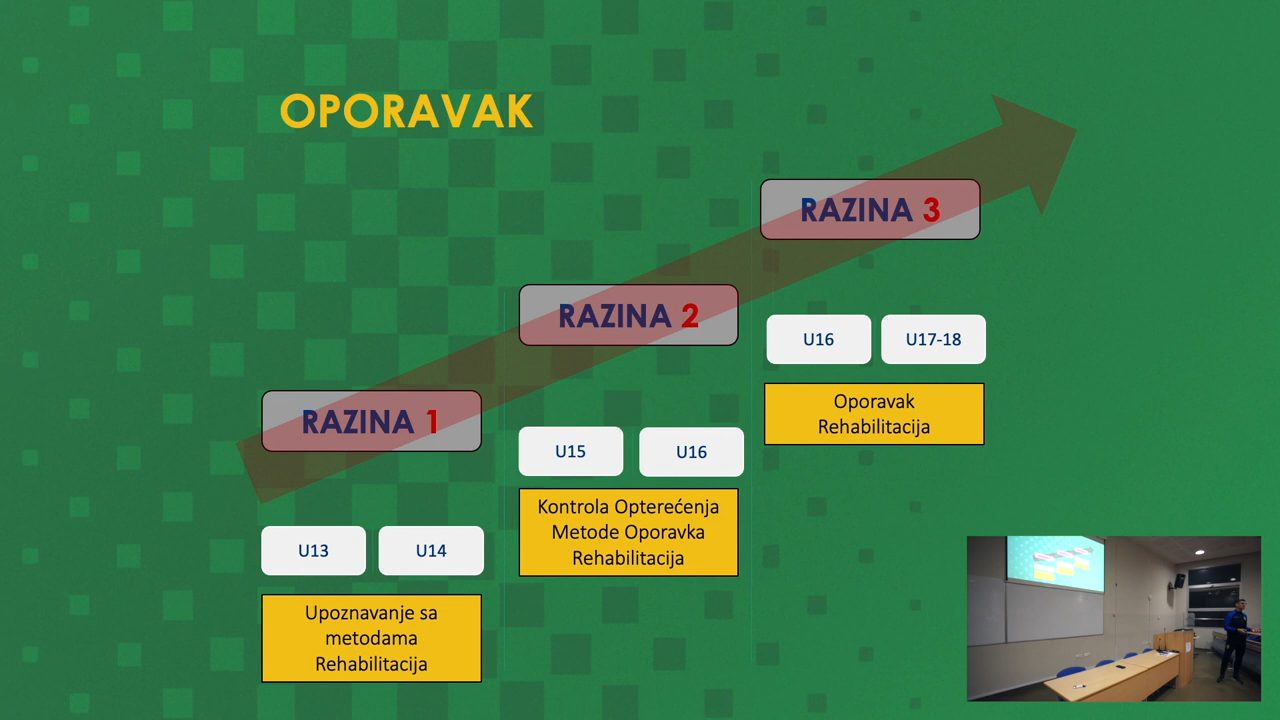 OPORAVAK
RAZINA 1
U13
U14
Upoznavanje sa
metodama
Rehabilitacija
RAZINA 2
U15
U16
Kontrola Opterećenja
Metode Oporavka
Rehabilitacija
RAZINA 3
U16
U17-18
Oporavak
Rehabilitacija